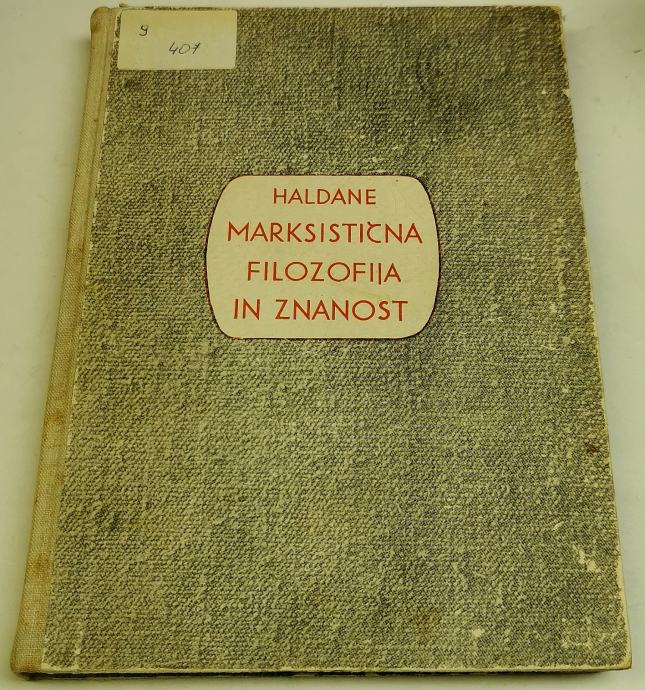 9
407
HALDANE
MARKSISTIČNA
FILOZOFIJA
IN ZNANOST